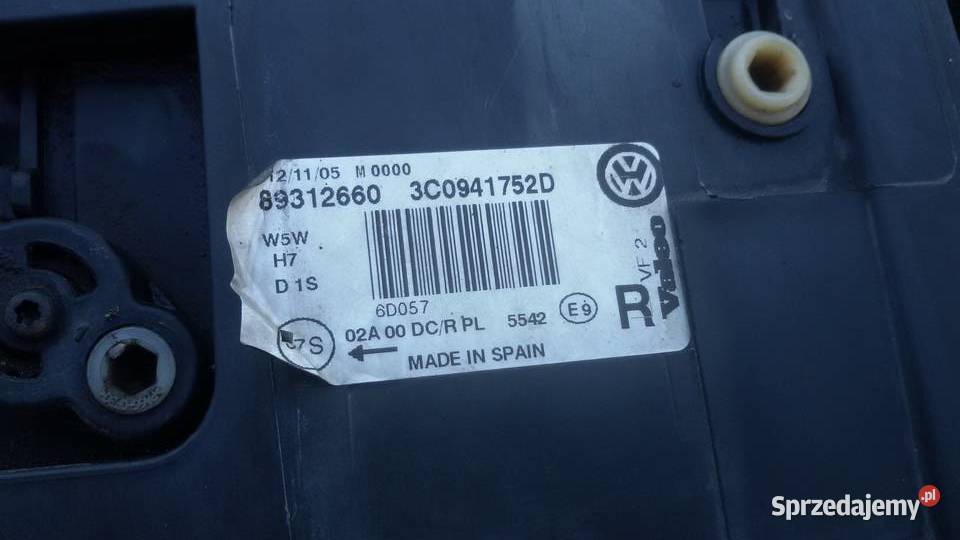 12/11/05 M 0000
89312660 3C0941752D
W5W
H7
D1S
6D057
02A 00 DC/R PL 5542 E9
7S
MADE IN SPAIN
R
VF 2
Valeo
Sprzedajemy.pl